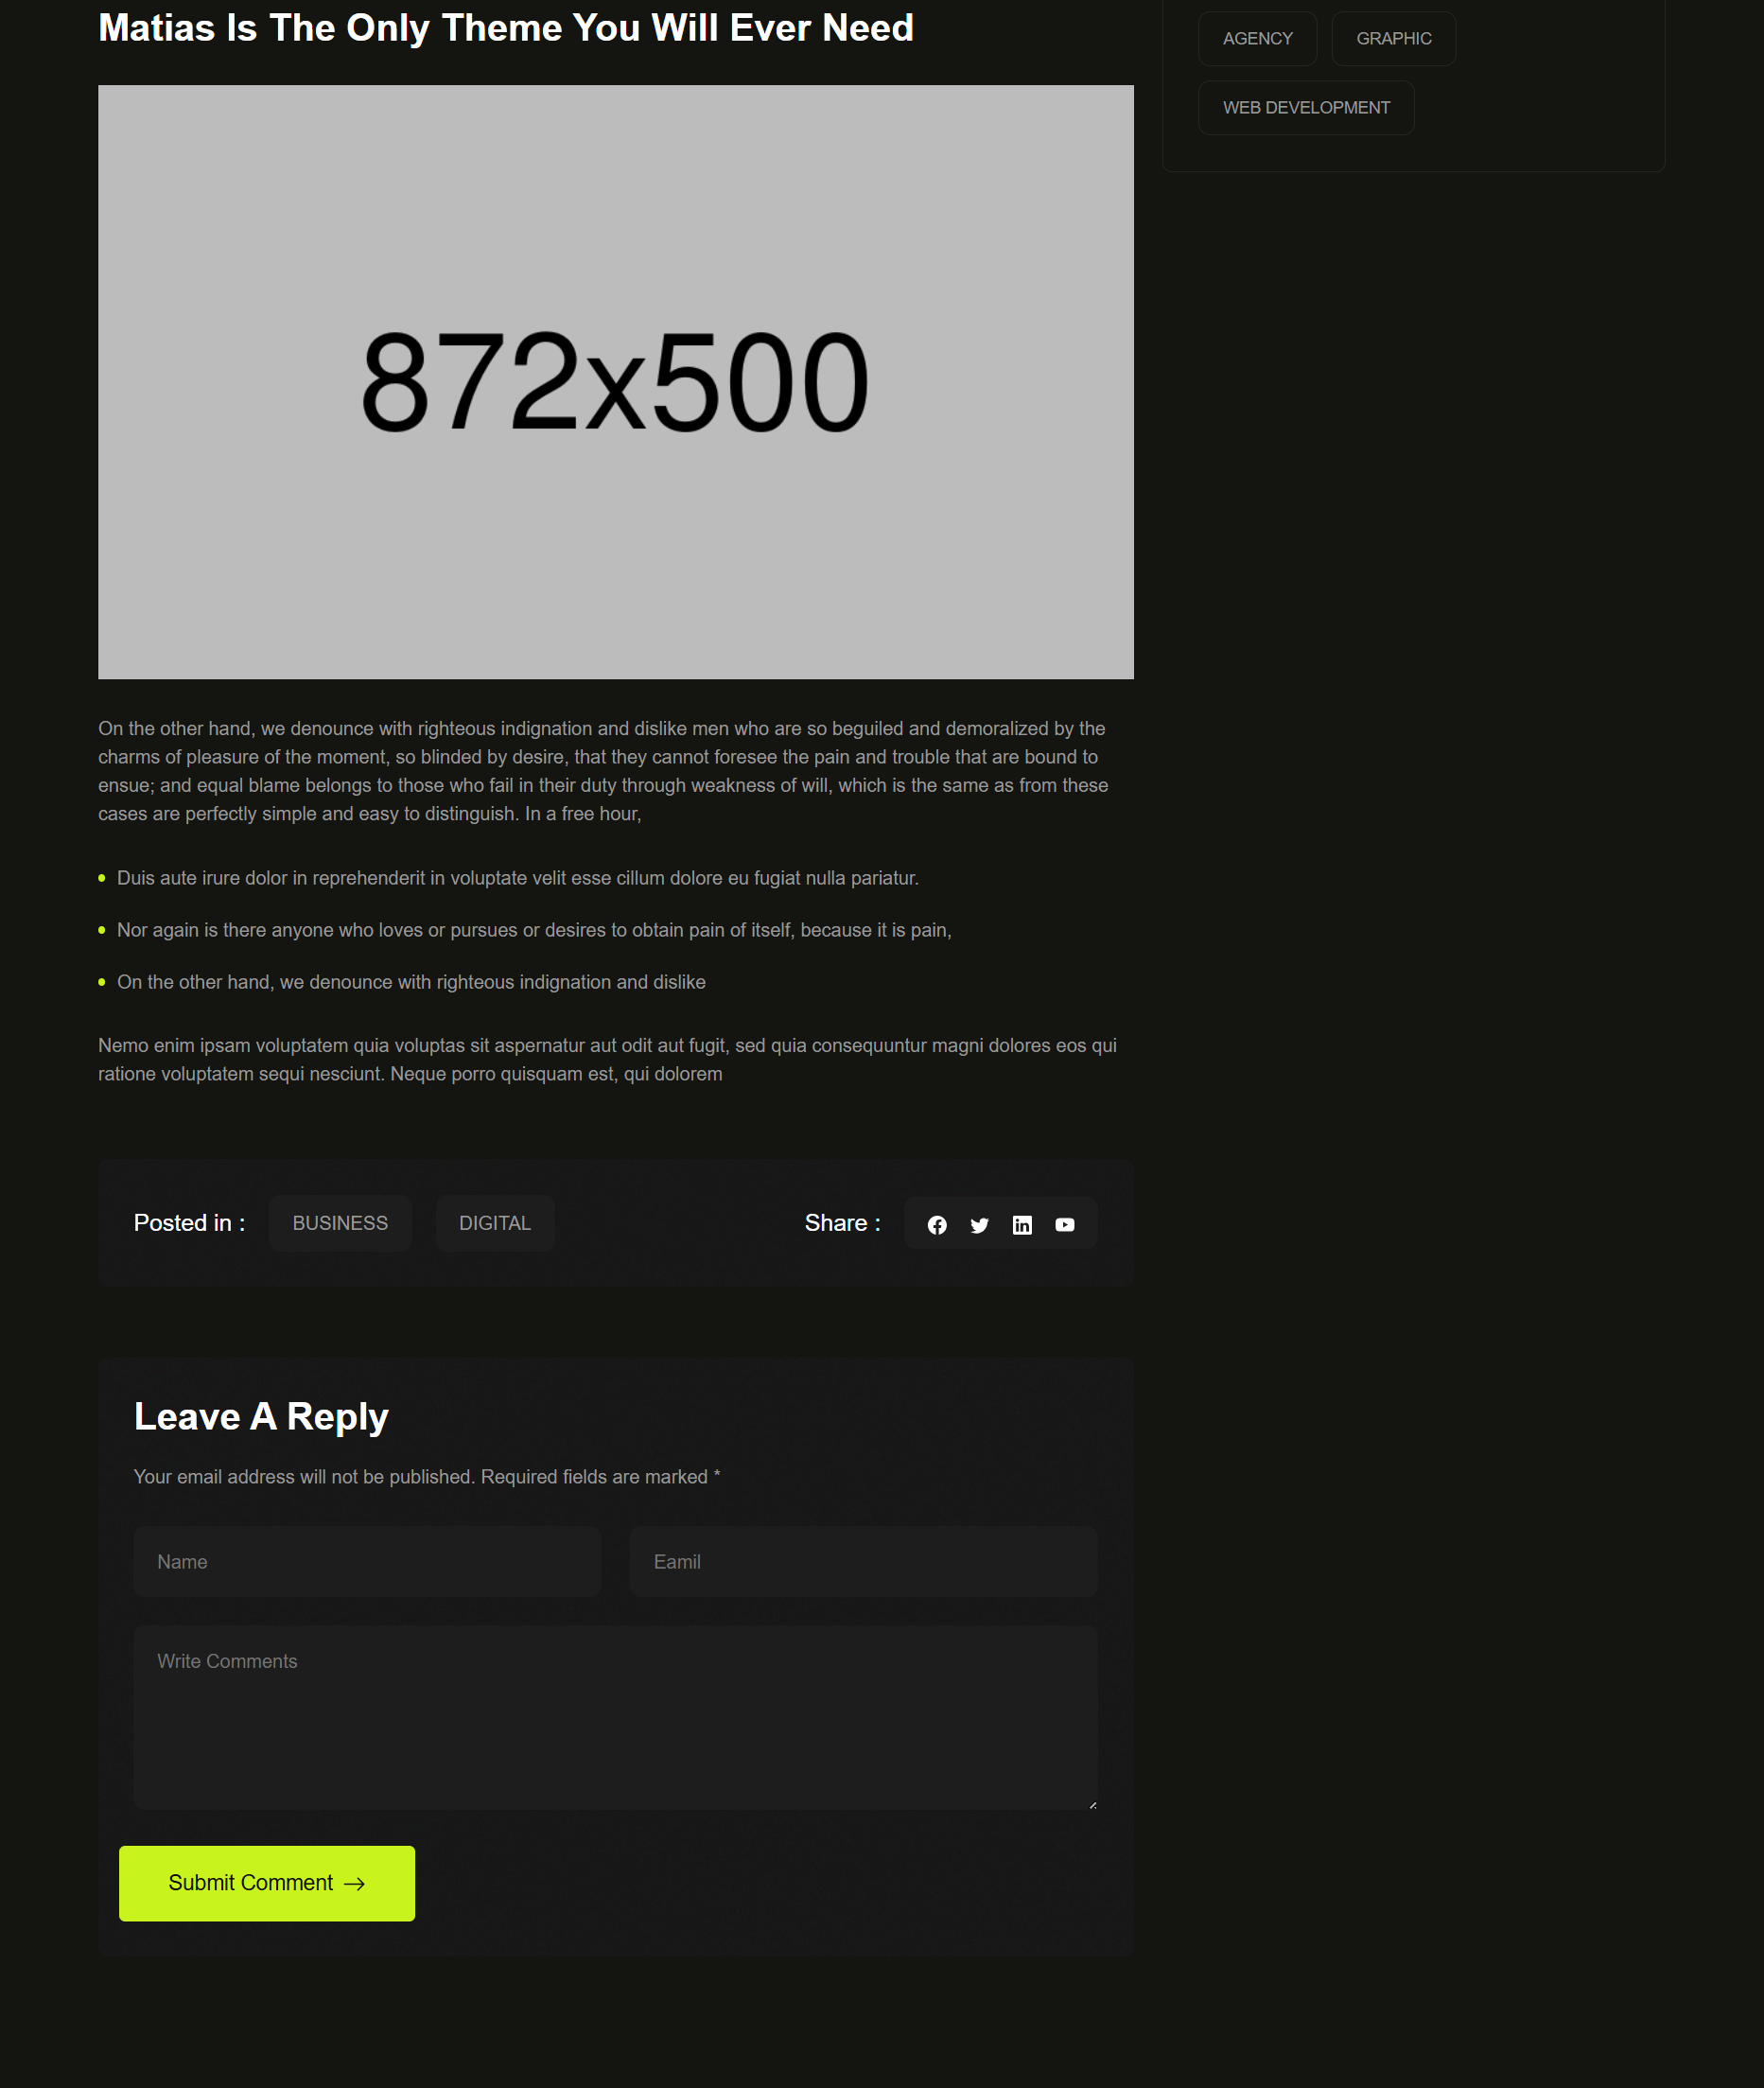 Matias Is The Only Theme You Will Ever Need
AGENCY
GRAPHIC
WEB DEVELOPMENT
872x500
On the other hand, we denounce with righteous indignation and dislike men who are so beguiled and demoralized by the
charms of pleasure of the moment, so blinded by desire, that they cannot foresee the pain and trouble that are bound to
ensue; and equal blame belongs to those who fail in their duty through weakness of will, which is the same as from these
cases are perfectly simple and easy to distinguish. In a free hour,
Duis aute irure dolor in reprehenderit in voluptate velit esse cillum dolore eu fugiat nulla pariatur.
Nor again is there anyone who loves or pursues or desires to obtain pain of itself, because it is pain,
On the other hand, we denounce with righteous indignation and dislike
Nemo enim ipsam voluptatem quia voluptas sit aspernatur aut odit aut fugit, sed quia consequuntur magni dolores eos qui
ratione voluptatem sequi nesciunt. Neque porro quisquam est, qui dolorem
Posted in : BUSINESS DIGITAL Share :
Leave A Reply
Your email address will not be published. Required fields are marked *
Name
Eamil
Write Comments
Submit Comment